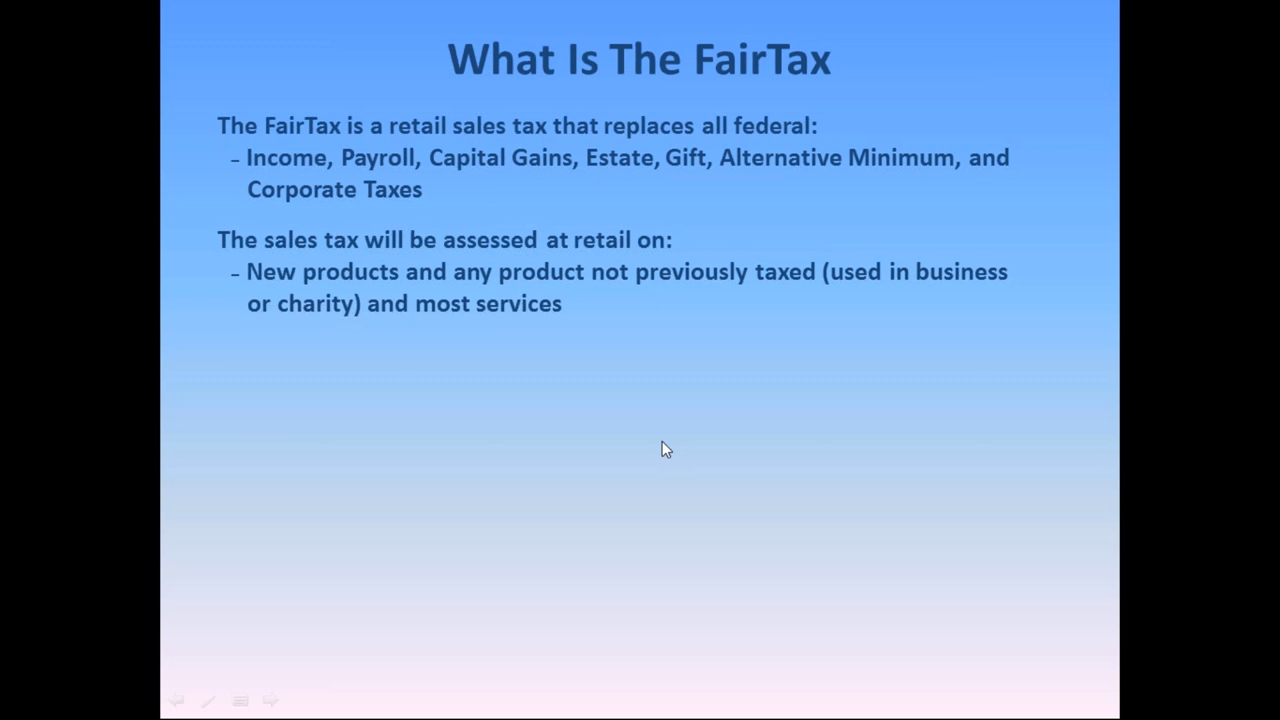 What Is The FairTax
The FairTax is a retail sales tax that replaces all federal:
- Income, Payroll, Capital Gains, Estate, Gift, Alternative Minimum, and
Corporate Taxes
The sales tax will be assessed at retail on:
- New products and any product not previously taxed (used in business
or charity) and most services